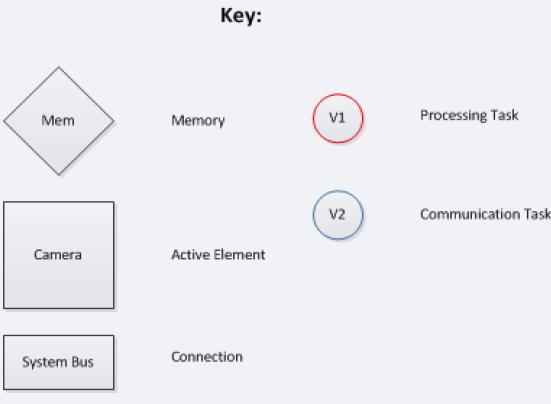 Key:
Mem
Memory
V1
Processing Task
V2
Communication Task
Camera
Active Element
System Bus
Connection